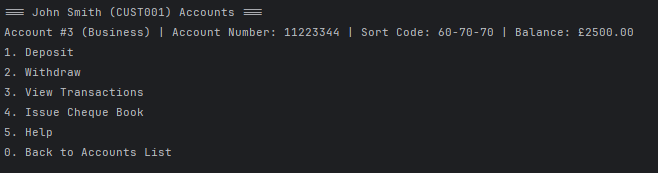 === John Smith (CUST001) Accounts ===
Account #3 (Business) | Account Number: 11223344 | Sort Code: 60-70-70 | Balance: £2500.00
1. Deposit
2. Withdraw
3. View Transactions
4. Issue Cheque Book
5. Help
0. Back to Accounts List